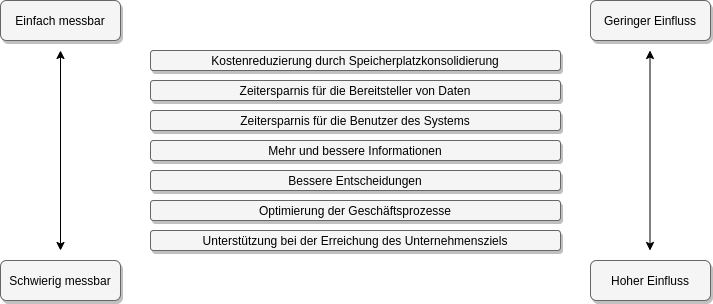 Einfach messbar
Geringer Einfluss
Kostenreduzierung durch Speicherplatzkonsolidierung
Zeitersparnis für die Bereitsteller von Daten
Zeitersparnis für die Benutzer des Systems
Mehr und bessere Informationen
Bessere Entscheidungen
Optimierung der Geschäftsprozesse
Unterstützung bei der Erreichung des Unternehmensziels
Schwierig messbar
Hoher Einfluss